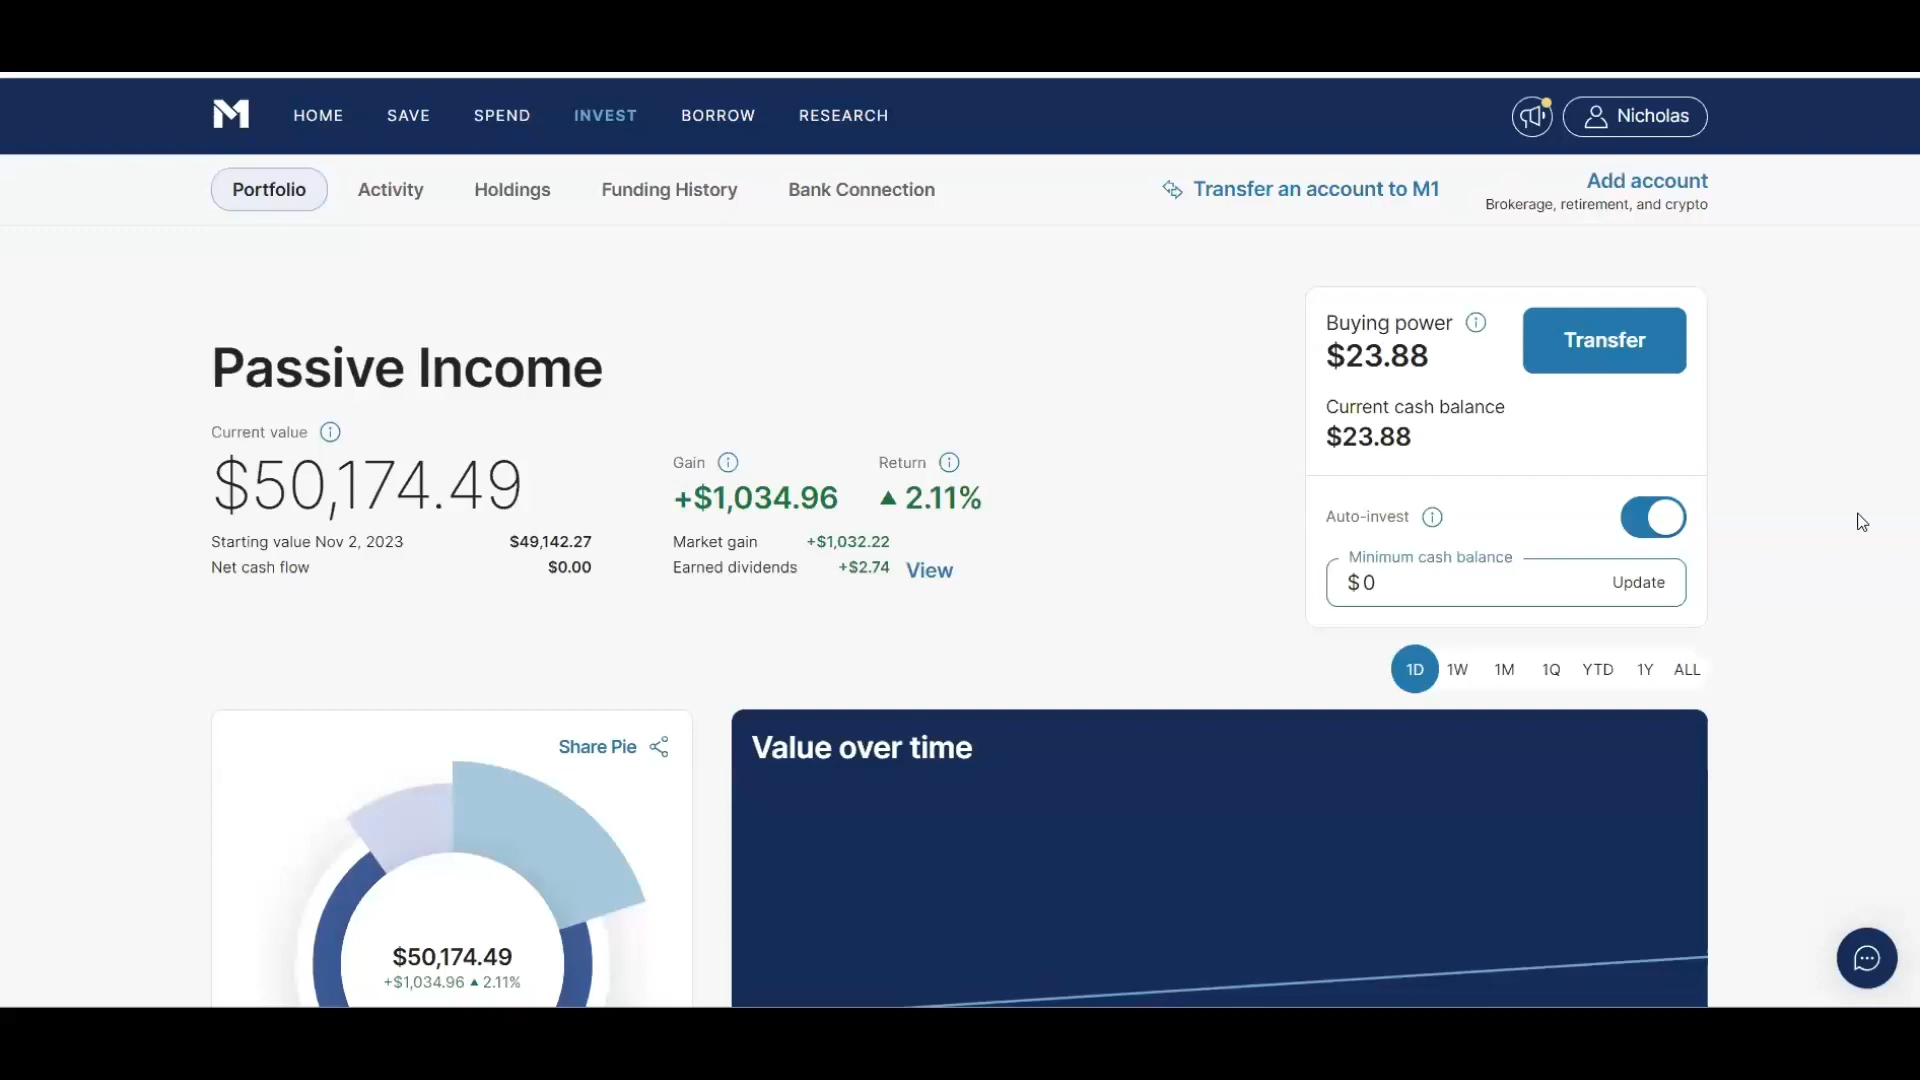 M HOME SAVE SPEND INVEST BORROW RESEARCH Nicholas
Portfolio Activity Holdings Funding History Bank Connection Transfer an account to M1 Add account
Brokerage, retirement, and crypto
Passive Income
Current value
$50,174.49
Starting value Nov 2, 2023 $49,142.27
Net cash flow $0.00
Gain
+$1,034.96
Return
▲ 2.11%
Market gain +$1,032.22
Earned dividends +$2.74 View
Buying power
$23.88
Transfer
Current cash balance
$23.88
Auto-invest
Minimum cash balance
$0 Update
1D 1W 1M 1Q YTD 1Y ALL
Share Pie
$50,174.49
+$1,034.96 ▲ 2.11%
Value over time